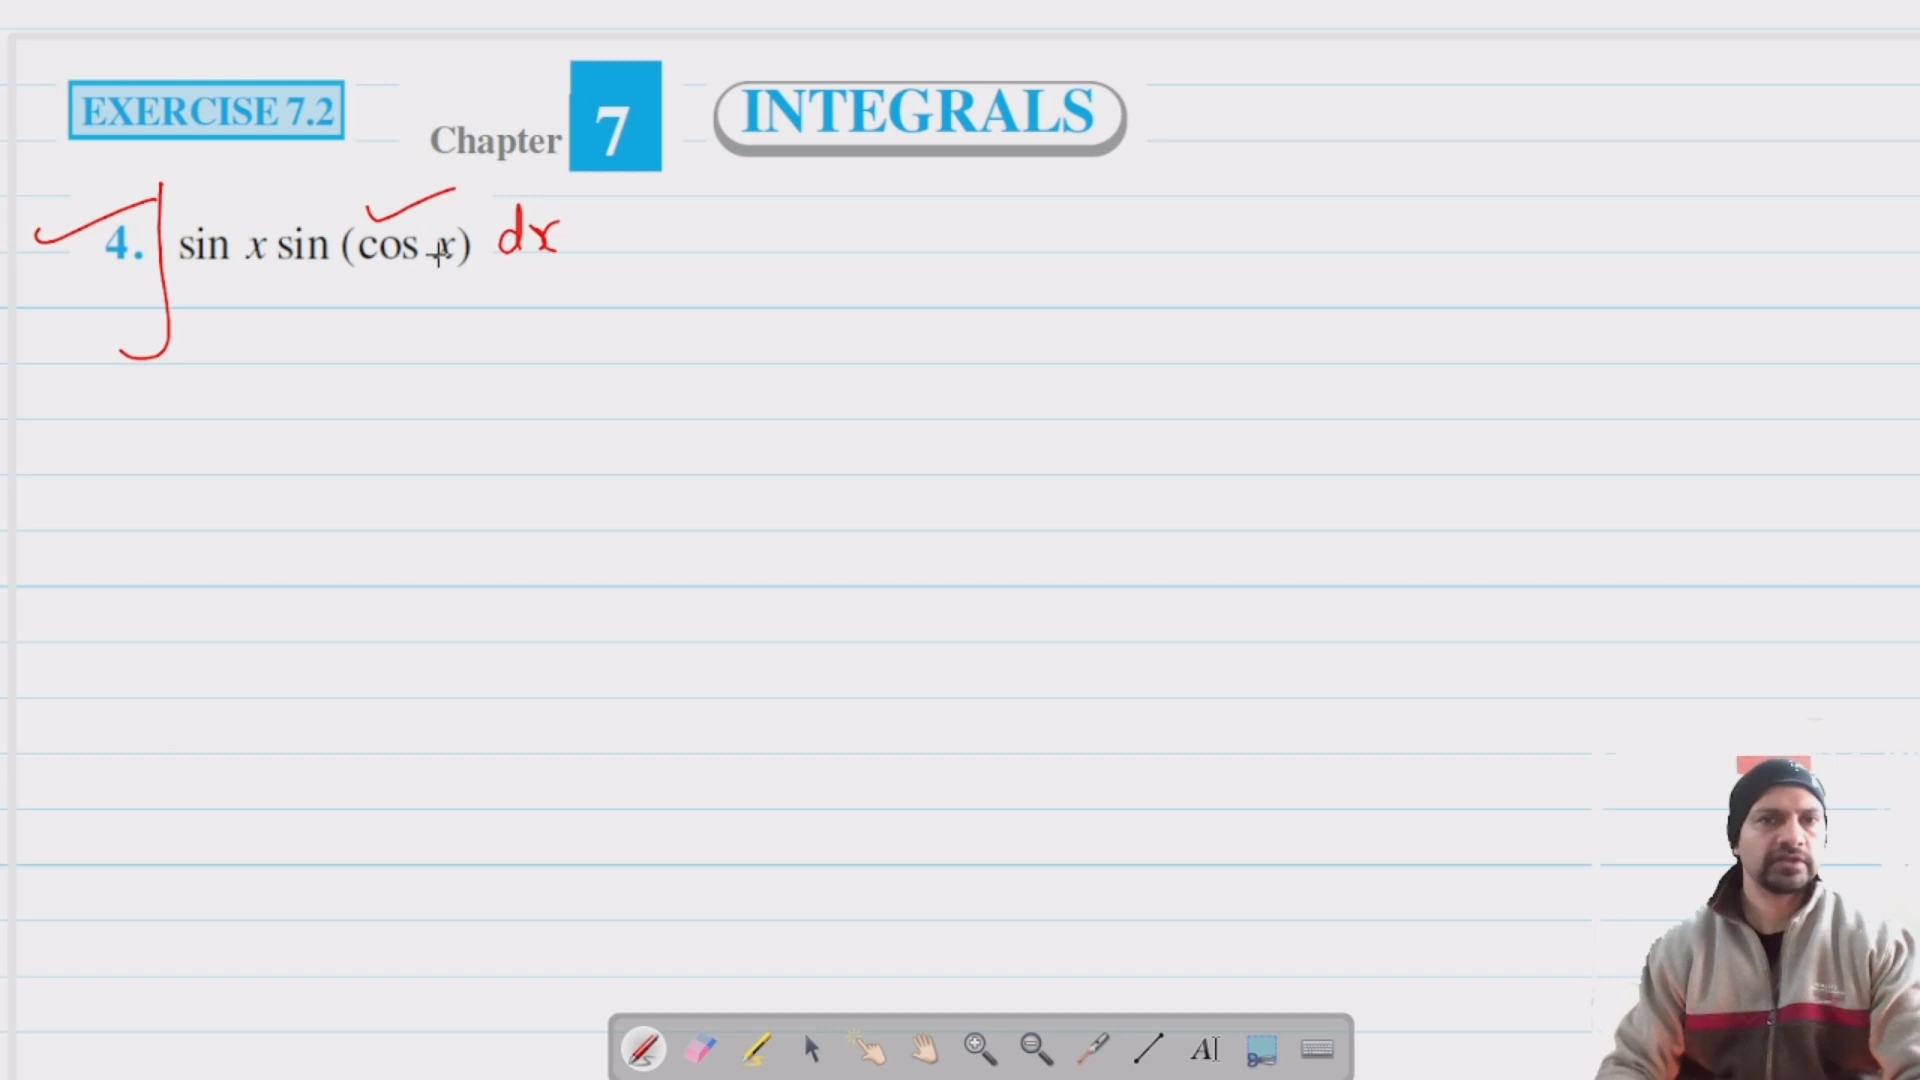 EXERCISE 7.2
Chapter 7 INTEGRALS
4. ∫ sin x sin (cos x) dx